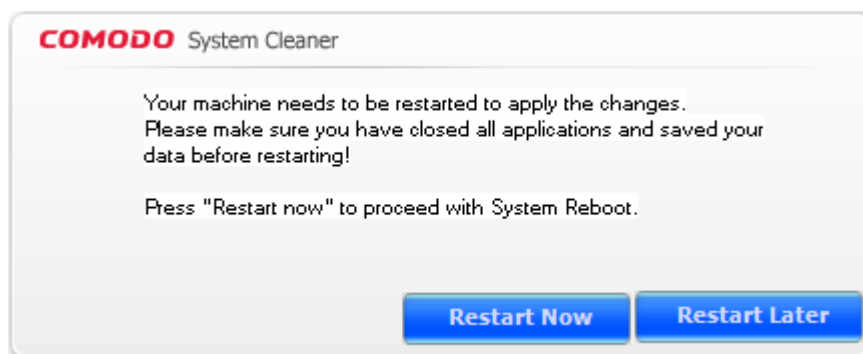 COMODO System Cleaner
Your machine needs to be restarted to apply the changes.
Please make sure you have closed all applications and saved your
data before restarting!
Press "Restart now" to proceed with System Reboot.
Restart Now
Restart Later